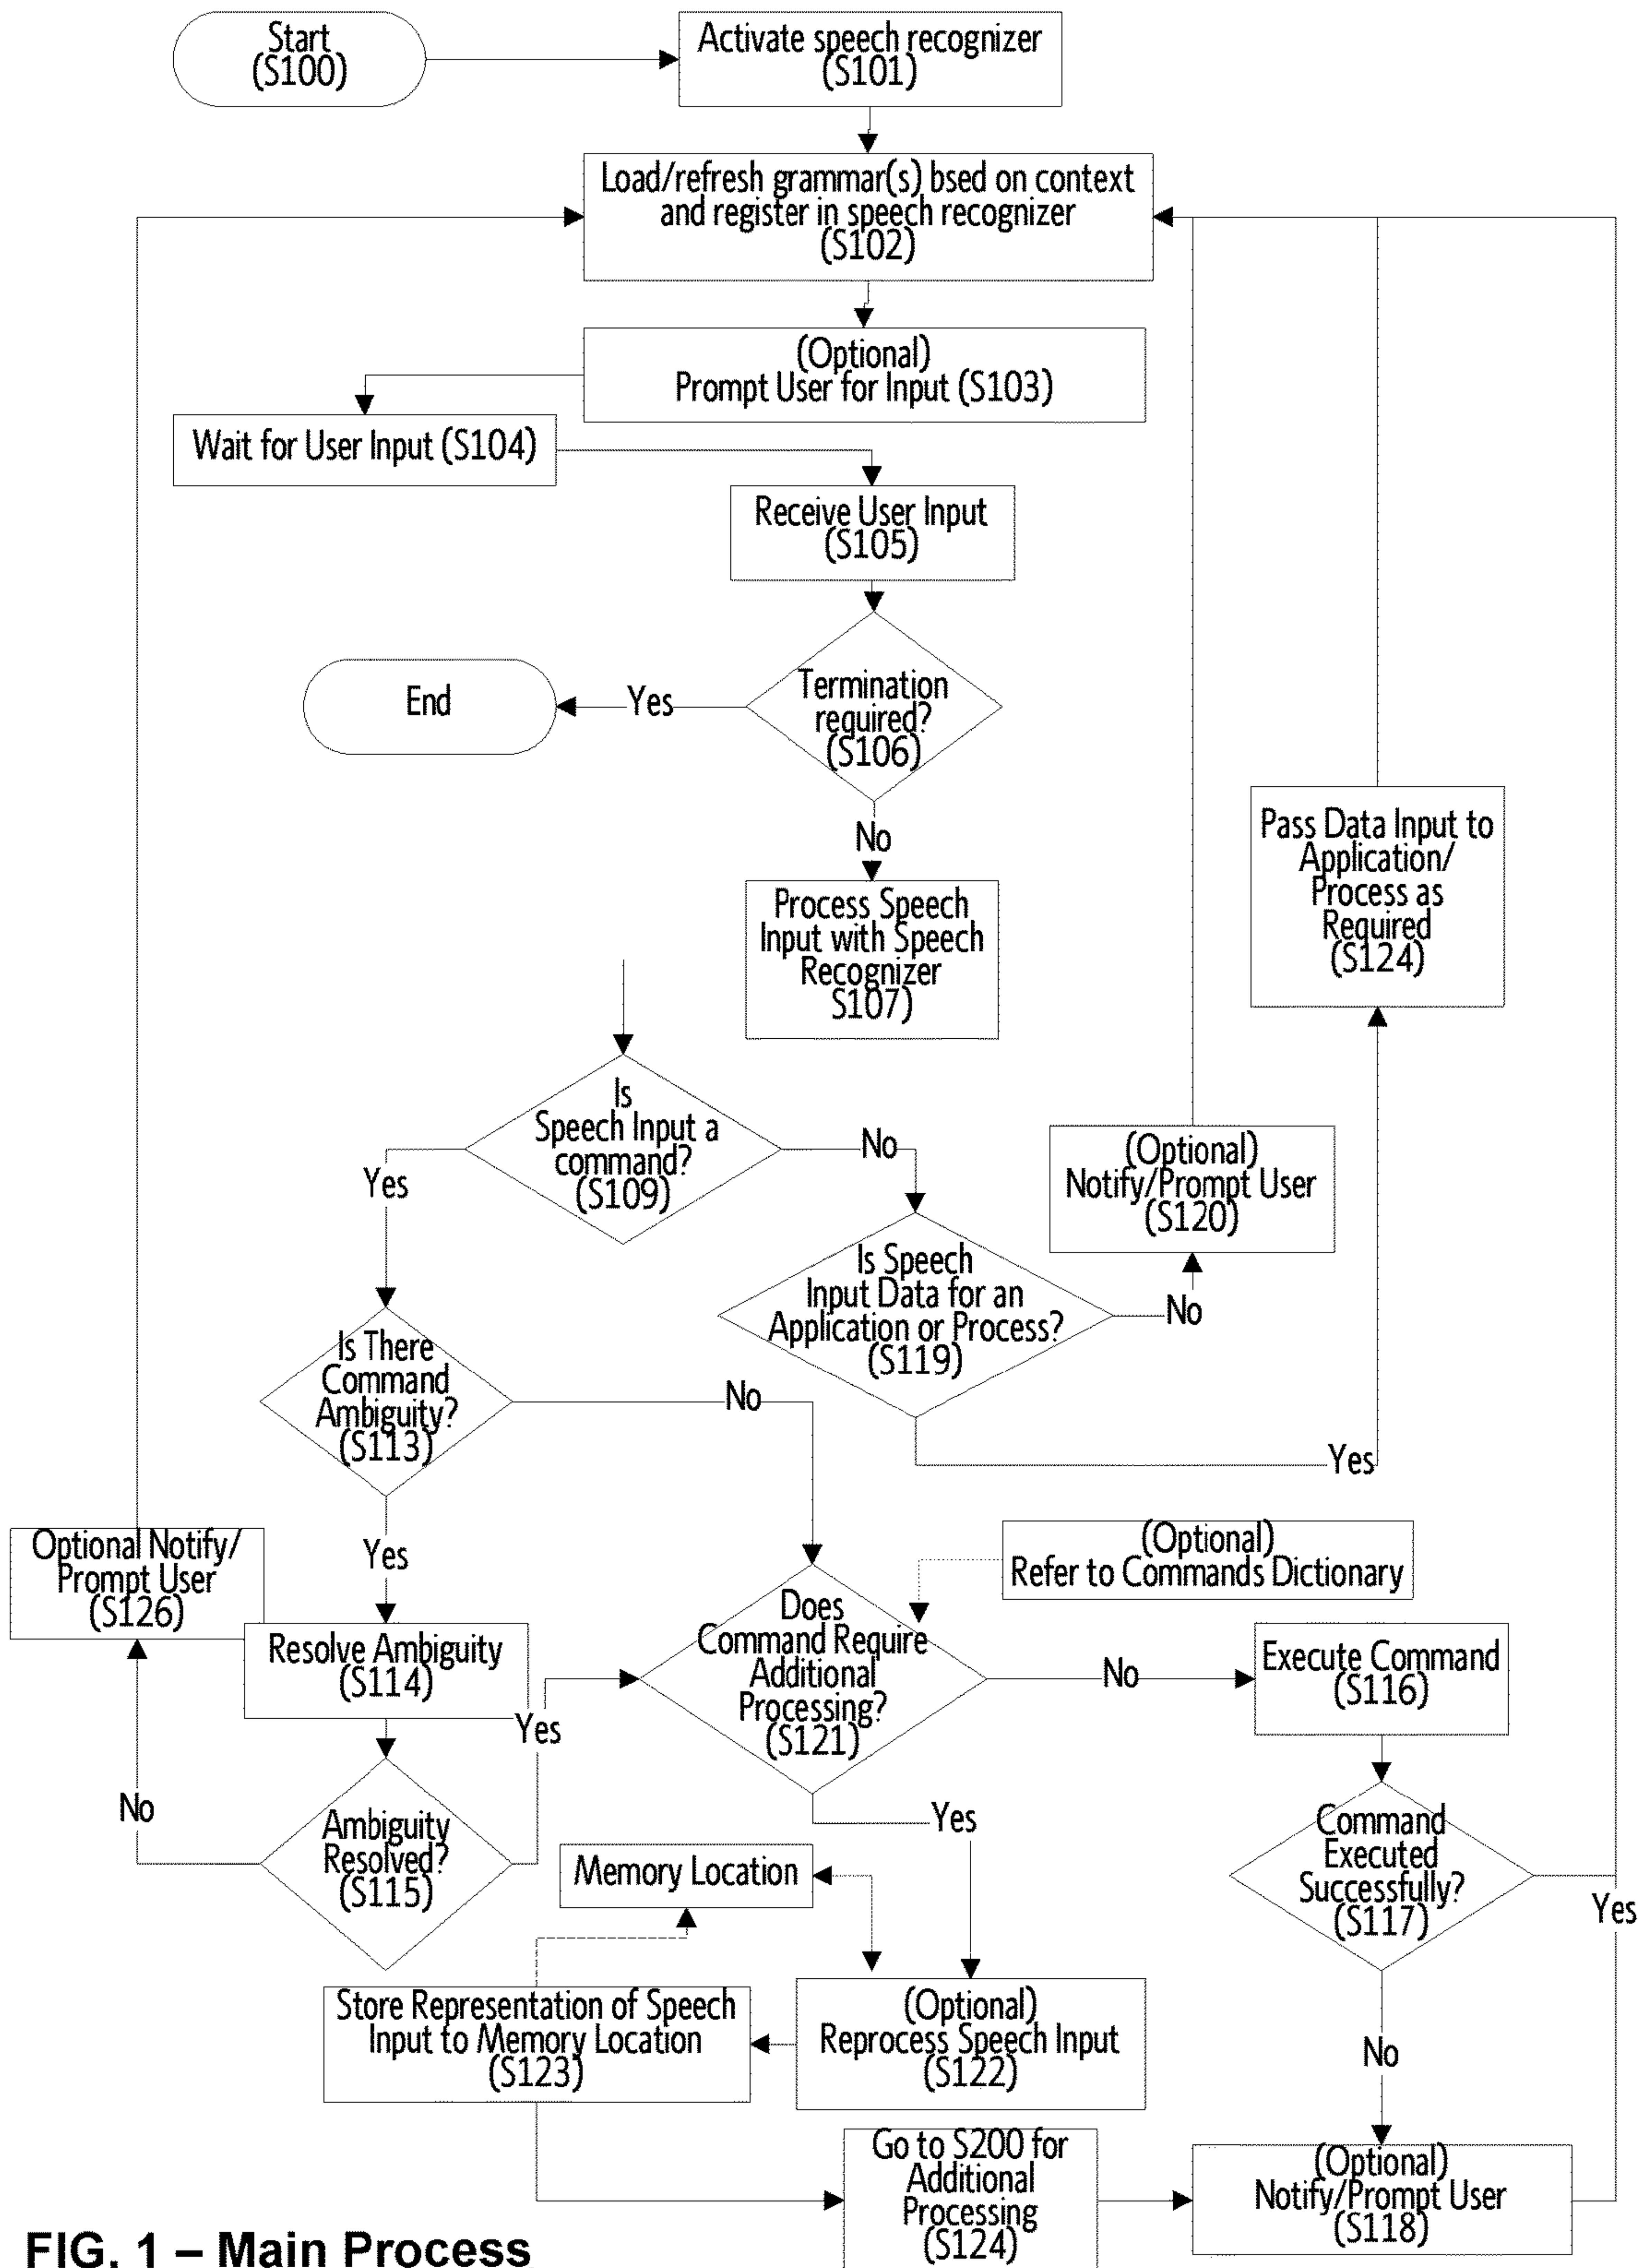 Start
(S100)
Activate speech recognizer
(S101)
Load/refresh grammar(s) bsed on context
and register in speech recognizer
(S102)
(Optional)
Prompt User for Input (S103)
Wait for User Input (S104)
Receive User Input
(S105)
Termination
required?
(S106)
Yes
End
No
Process Speech
Input with Speech
Recognizer
S107)
Pass Data Input to
Application/
Process as
Required
(S124)
Is
Speech Input a
command?
(S109)
Yes
No
(Optional)
Notify/Prompt User
(S120)
Is Speech
Input Data for an
Application or Process?
(S119)
No
Yes
Is There
Command
Ambiguity?
(S113)
No
Yes
Optional Notify/
Prompt User
(S126)
Resolve Ambiguity
(S114)
(Optional)
Refer to Commands Dictionary
Does
Command Require
Additional
Processing?
(S121)
No
Execute Command
(S116)
Yes
No
Ambiguity
Resolved?
(S115)
Yes
Memory Location
Command
Executed
Successfully?
(S117)
Yes
Store Representation of Speech
Input to Memory Location
(S123)
(Optional)
Reprocess Speech Input
(S122)
No
Go to S200 for
Additional
Processing
(S124)
(Optional)
Notify/Prompt User
(S118)
FIG. 1 – Main Process